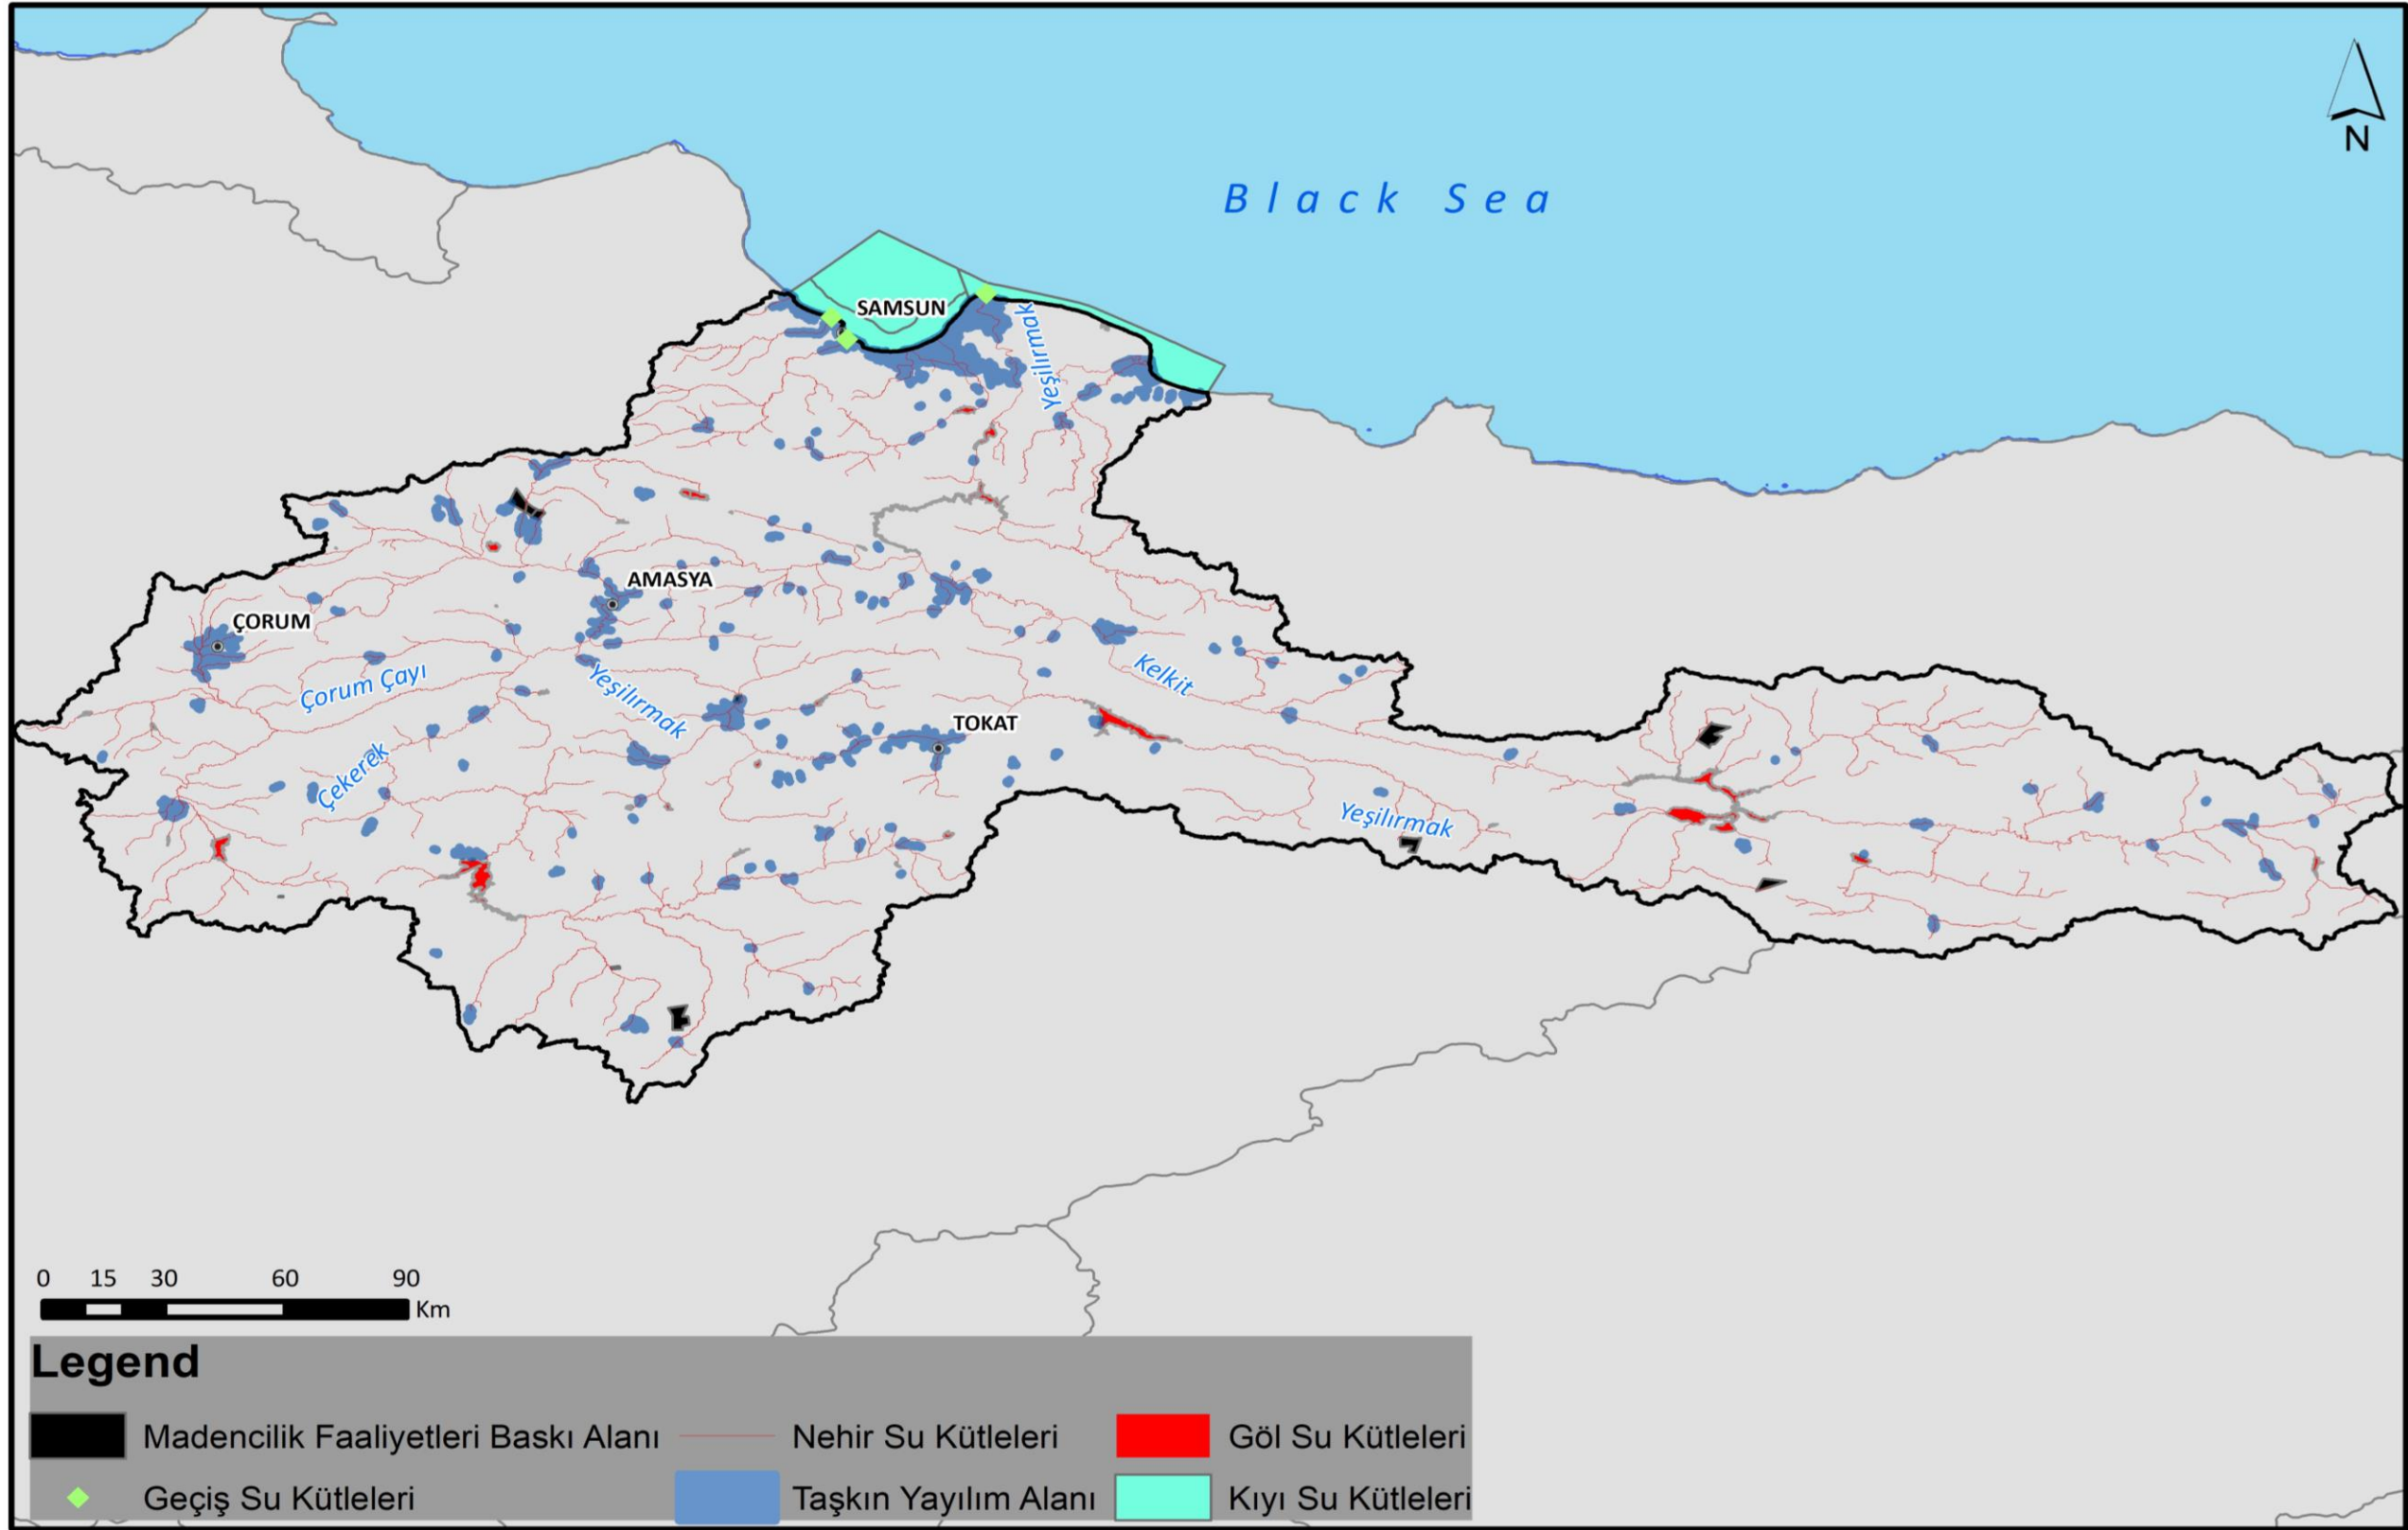 N
Black Sea
SAMSUN
Yeşilırmak
AMASYA
ÇORUM
Çorum Çayı
Yeşilırmak
Kelkit
TOKAT
Çekerek
Yeşilırmak
0 15 30 60 90
Km
Legend
Madencilik Faaliyetleri Baskı Alanı
Nehir Su Kütleleri
Göl Su Kütleleri
Geçiş Su Kütleleri
Taşkın Yayılım Alanı
Kıyı Su Kütleleri